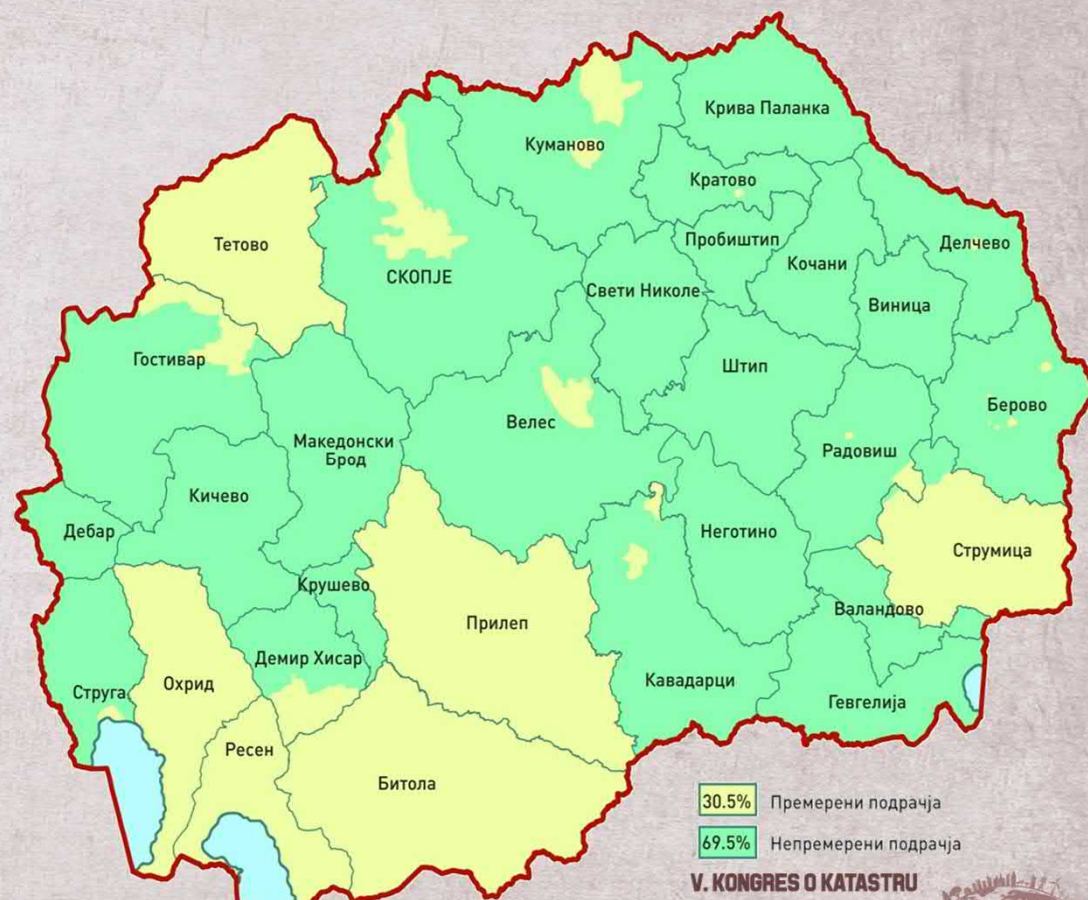 Крива Паланка
Куманово
Кратово
Тетово
СКОПЈЕ
Пробиштип
Делчево
Кочани
Свети Николе
Виница
Гостивар
Штип
Велес
Берово
Македонски
Брод
Радовиш
Кичево
Дебар
Неготино
Струмица
Крушево
Валандово
Прилеп
Демир Хисар
Охрид
Струга
Кавадарци
Гевгелија
Ресен
Битола
30.5% Премерени подрачја
69.5% Непремерени подрачја
V. KONGRES O KATASTRU